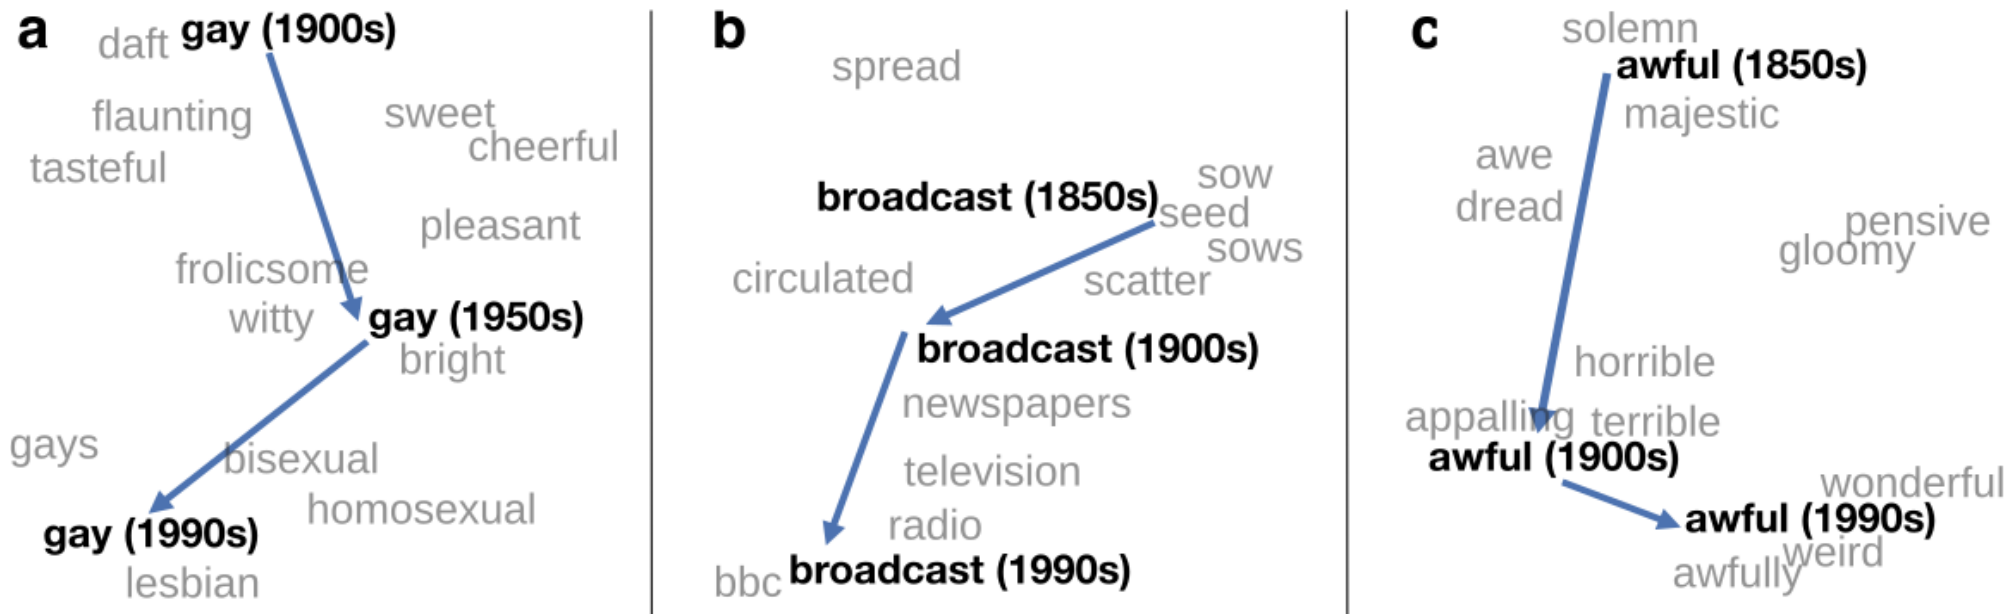 a
daft gay (1900s)
flaunting
sweet
tasteful
cheerful
pleasant
frolicsome
witty
gay (1950s)
bright
gays
bisexual
homosexual
gay (1990s)
lesbian
b
spread
sow
broadcast (1850s)
seed
sows
circulated
scatter
broadcast (1900s)
newspapers
television
radio
bbc broadcast (1990s)
c
solemn
awful (1850s)
majestic
awe
dread
pensive
gloomy
horrible
appalling terrible
awful (1900s)
wonderful
awful (1990s)
weird
awfully